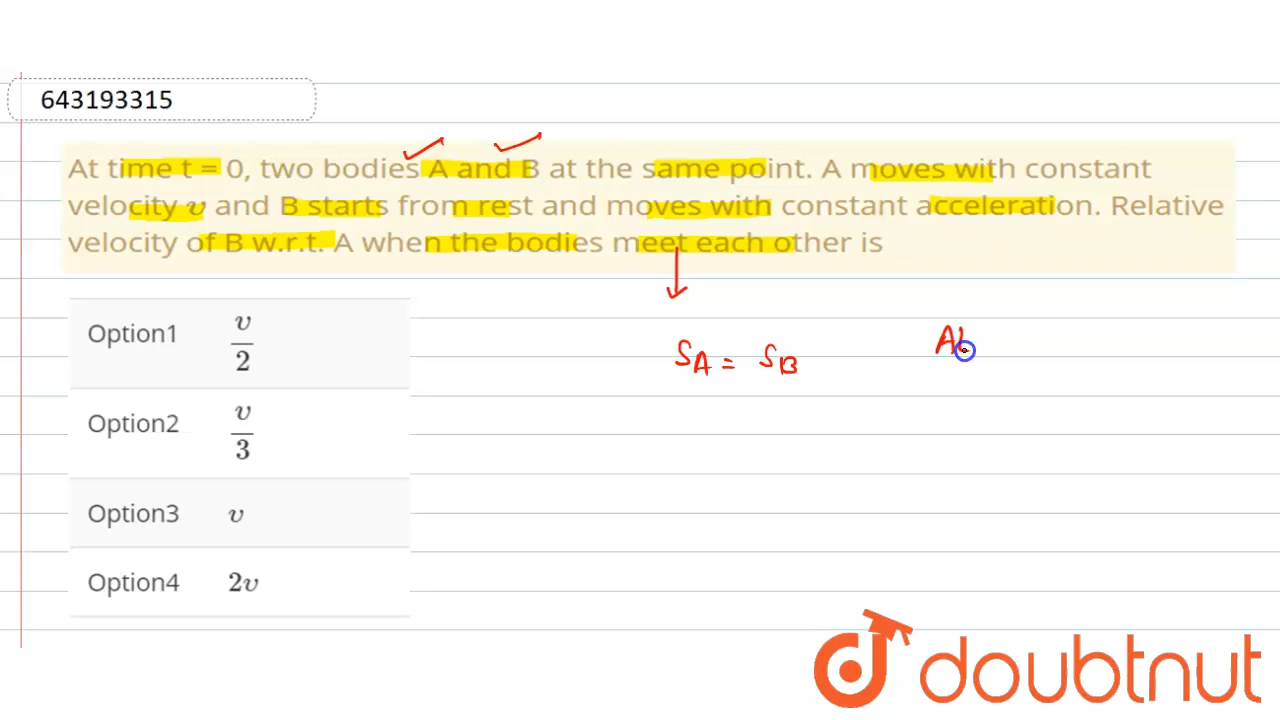 643193315
At time t = 0, two bodies A and B at the same point. A moves with constant
velocity v and B starts from rest and moves with constant acceleration. Relative
velocity of B w.r.t. A when the bodies meet each other is
Option1 v/2
Option2 v/3
Option3 v
Option4 2v
SA = SB
doubtnut